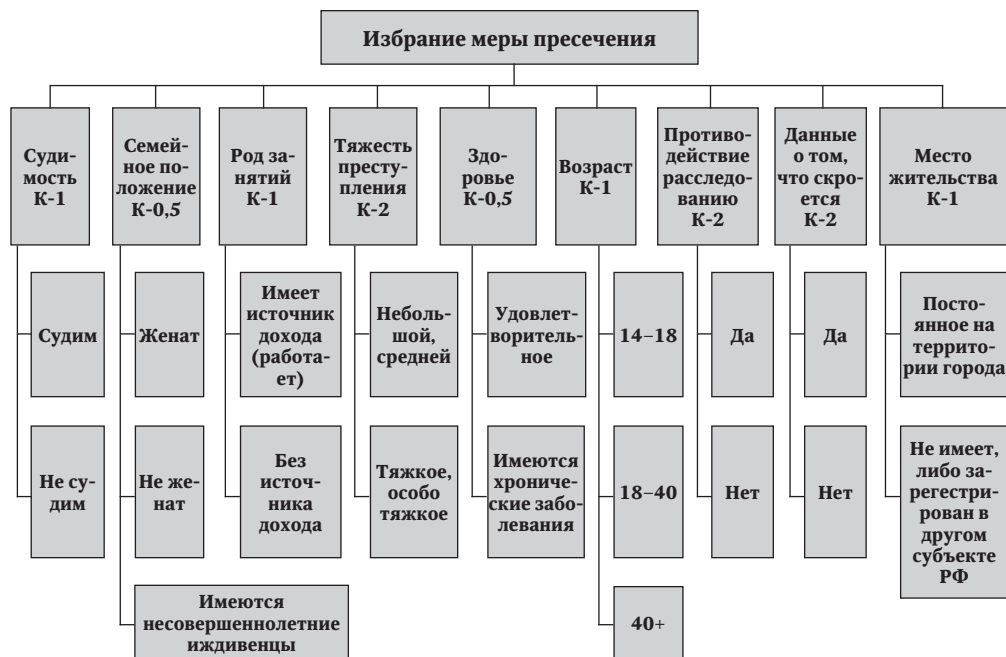 Избрание меры пресечения
Суди-
мость
К-1
Семей-
ное по-
ложение
К-0,5
Род за-
нятий
К-1
Тяжесть
престу-
пления
К-2
Здо-
ровье
К-0,5
Возраст
К-1
Противо-
действие
расследо-
ванию
К-2
Данные
о том,
что скро-
ется
К-2
Место
жительства
К-1
Судим
Женат
Имеет
источник
дохода
(работа-
ет)
Неболь-
шой,
средней
Удовлет-
воритель-
ное
14–18
Да
Да
Посто-
янное на
террито-
рии города
Не су-
дим
Не же-
нат
Без
источ-
ника
дохода
Тяжкое,
особо
тяжкое
Имеются
хрониче-
ские забо-
левания
18–40
Нет
Нет
Не имеет,
либо за-
регестри-
рован в
другом
субъекте
РФ
Имеются
несовершеннолетние
иждивенцы
40+